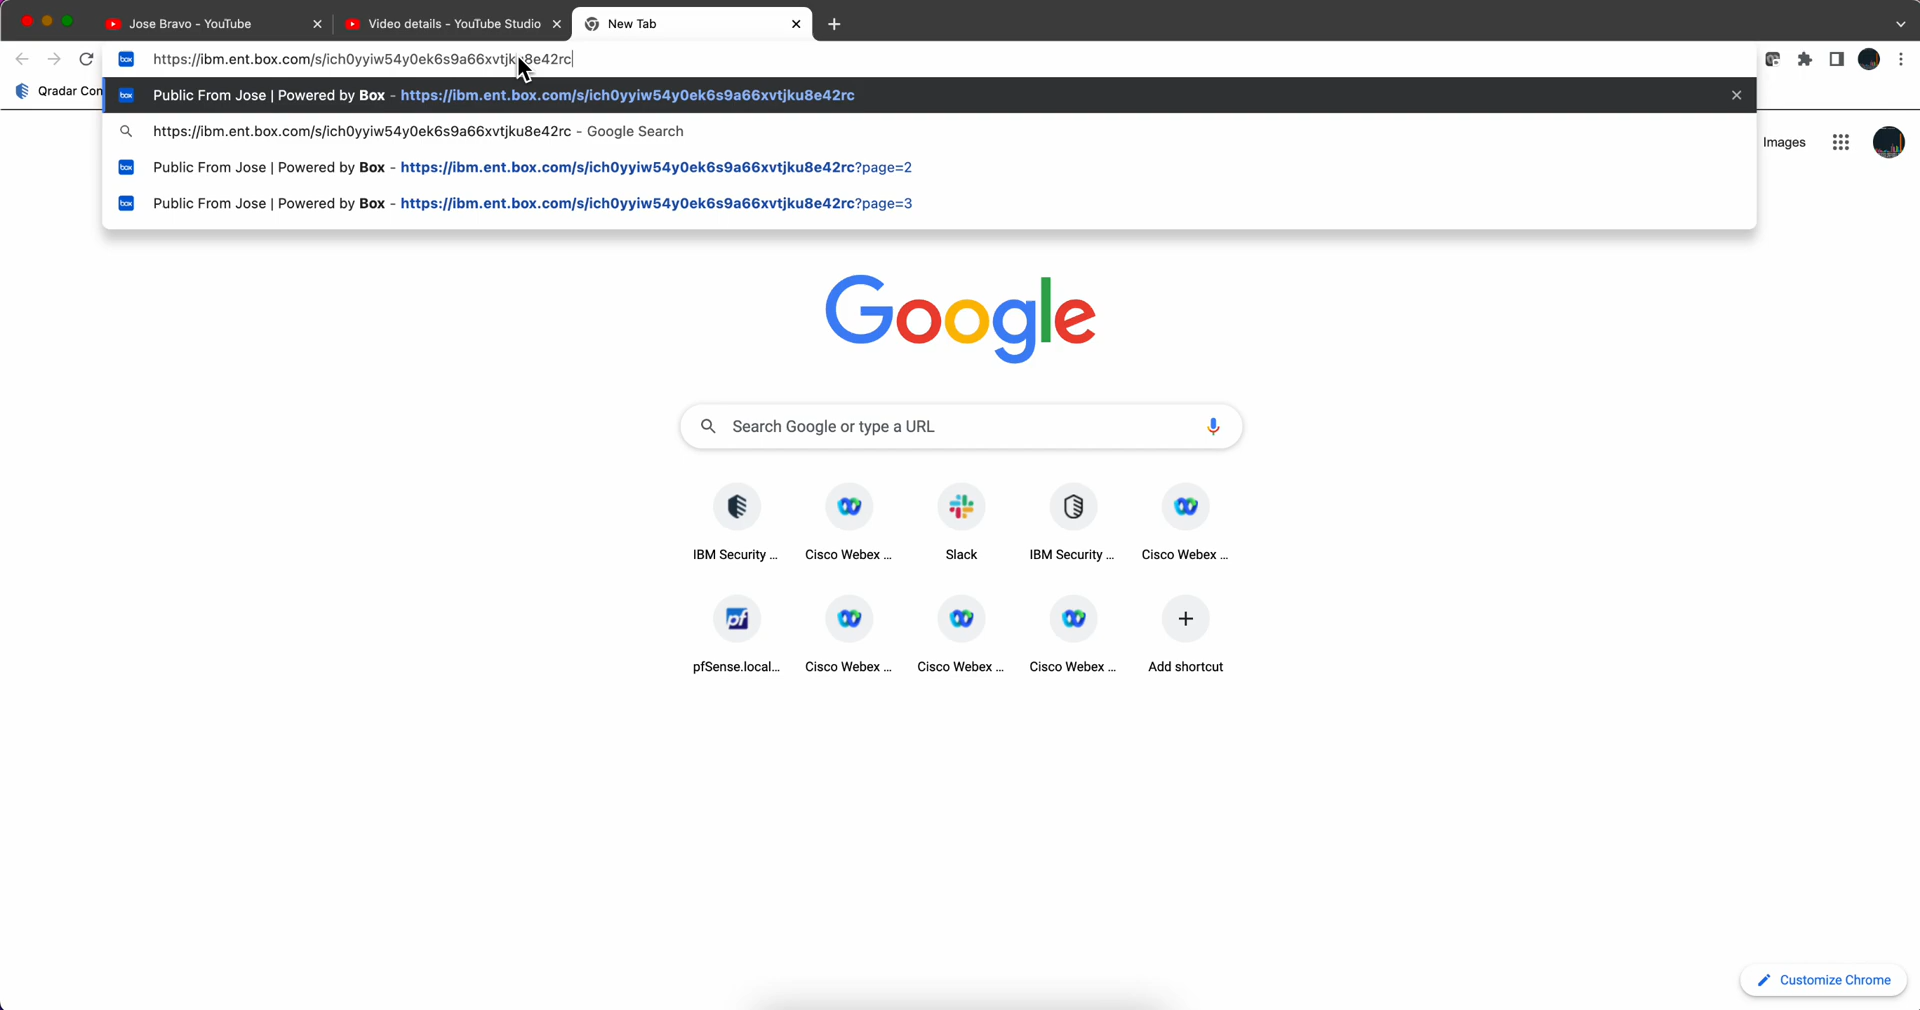 Jose Bravo - YouTube
Video details - YouTube Studio
New Tab
https://ibm.ent.box.com/s/ich0yyiw54y0ek6s9a66xvtjku8e42rc
Qradar Con
Public From Jose | Powered by Box - https://ibm.ent.box.com/s/ich0yyiw54y0ek6s9a66xvtjku8e42rc
https://ibm.ent.box.com/s/ich0yyiw54y0ek6s9a66xvtjku8e42rc - Google Search
Public From Jose | Powered by Box - https://ibm.ent.box.com/s/ich0yyiw54y0ek6s9a66xvtjku8e42rc?page=2
Public From Jose | Powered by Box - https://ibm.ent.box.com/s/ich0yyiw54y0ek6s9a66xvtjku8e42rc?page=3
Images
Google
Search Google or type a URL
IBM Security ...
Cisco Webex ...
Slack
IBM Security ...
Cisco Webex ...
pf
pfSense.local...
Cisco Webex ...
Cisco Webex ...
Cisco Webex ...
Add shortcut
Customize Chrome